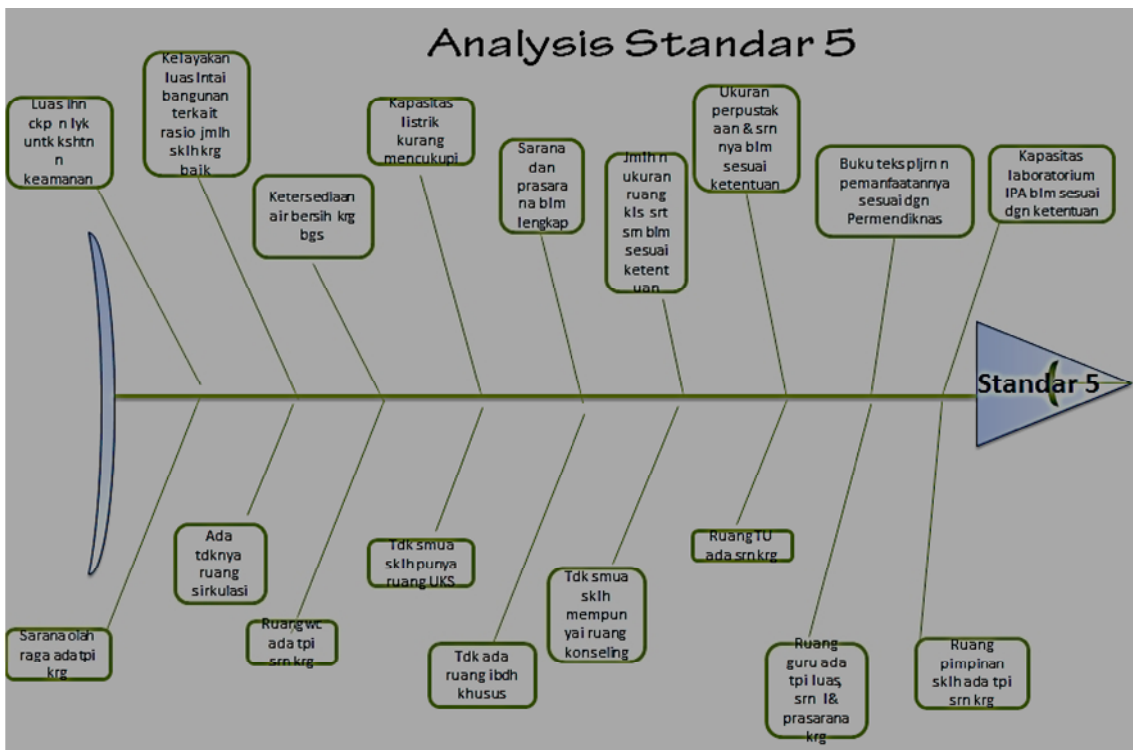 Analysis Standar 5
Luas lhn
ckp n lyk
untk kshtn
n
keamanan
Kelayakan
luas lntai
bangunan
terkait
rasio jmlh
sklh krg
baik
Ketersediaan
air bersih krg
bgs
Kapasitas
listrik
kurang
mencukupi
Sarana
dan
prasara
na blm
lengkap
Jmlh n
ukuran
ruang
kls srt
srn blm
sesuai
ketent
uan
Ukuran
perpustak
aan & srn
nya blm
sesuai
ketentuan
Buku teks pljrn n
pemanfaatannya
sesuai dgn
Permendiknas
Kapasitas
laboratorium
IPA blm sesuai
dgn ketentuan
Standar 5
Sarana olah
raga ada tpi
krg
Ada
tdknya
ruang
sirkulasi
Ruang wc
ada tpi
srn krg
Tdk smua
sklh punya
ruang UKS
Tdk ada
ruang ibdh
khusus
Tdk smua
sklh
mempun
yai ruang
konseling
Ruang TU
ada srn krg
Ruang
guru ada
tpi luas,
srn l&
prasarana
krg
Ruang
pimpinan
sklh ada tpi
srn krg